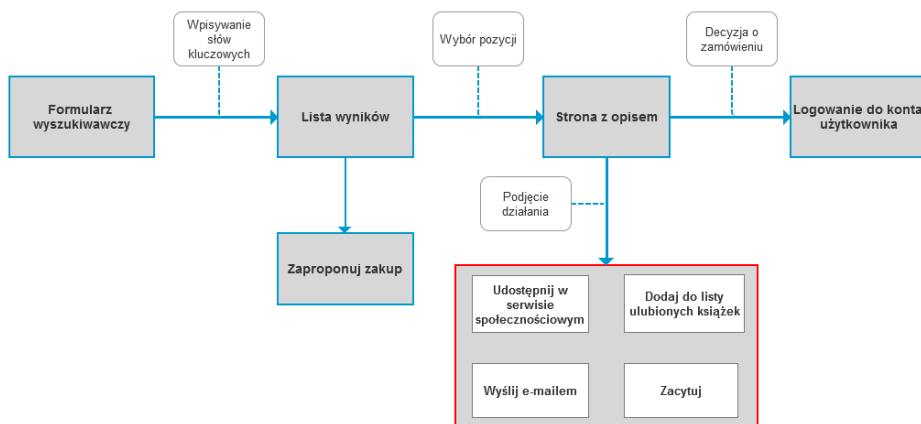 Wpisywanie
słów
kluczowych
Wybór pozycji
Decyzja o
zamówieniu
Formularz
wyszukiwawczy
Lista wyników
Strona z opisem
Logowanie do konta
użytkownika
Podjęcie
działania
Zaproponuj zakup
Udostępnij w
serwisie
społecznościowym
Dodaj do listy
ulubionych książek
Wyślij e-mailem
Zacytuj